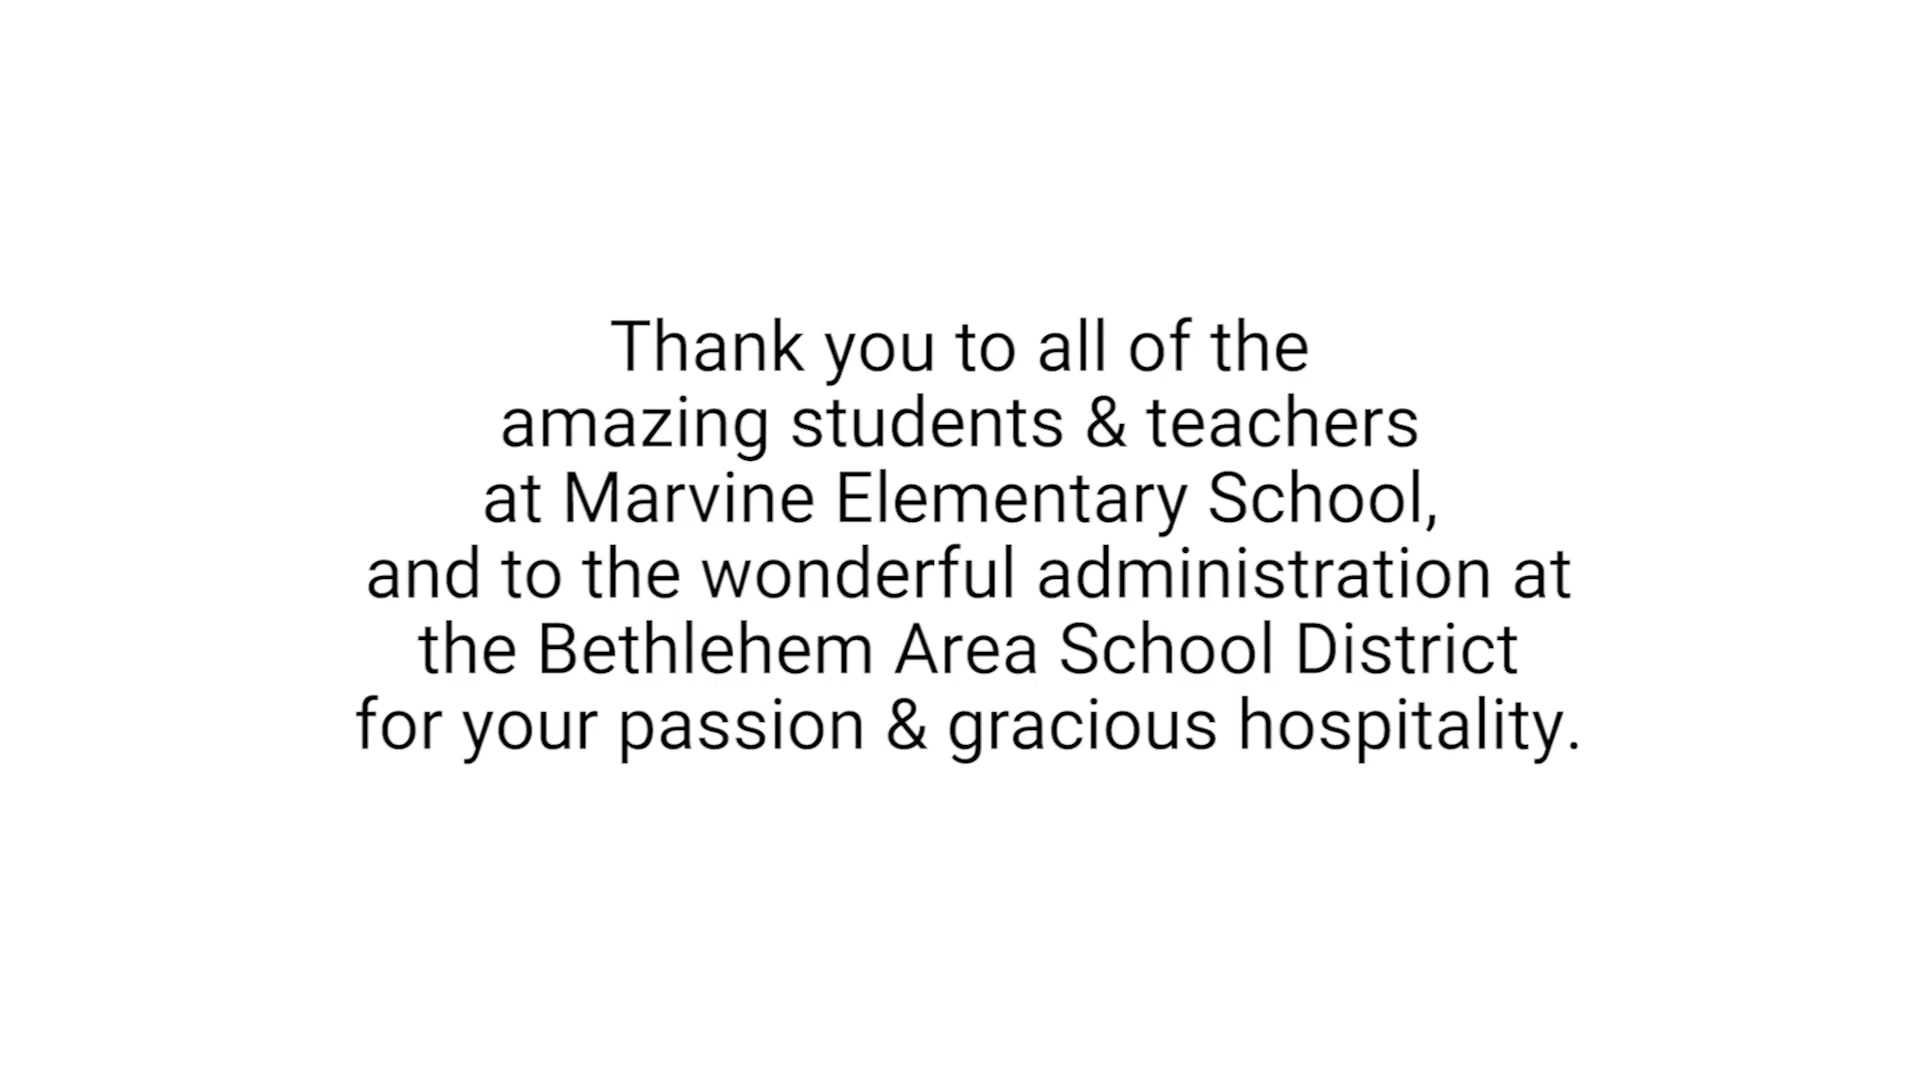 Thank you to all of the
amazing students & teachers
at Marvine Elementary School,
and to the wonderful administration at
the Bethlehem Area School District
for your passion & gracious hospitality.